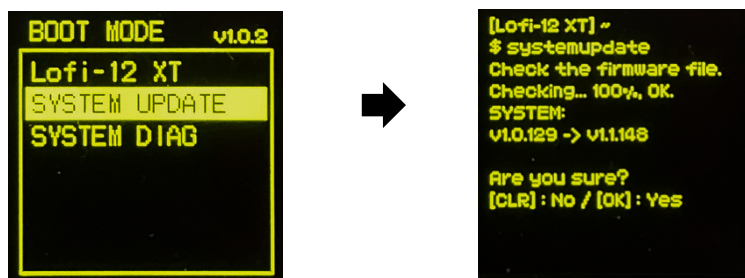 BOOT MODE v1.0.2
Lofi-12 XT
SYSTEM UPDATE
SYSTEM DIAG
[Lofi-12 XT] ~
$ systemupdate
Check the firmware file.
Checking... 100%, OK.
SYSTEM:
v1.0.129 -> v1.1.148
Are you sure?
[CLR] : No / [OK] : Yes